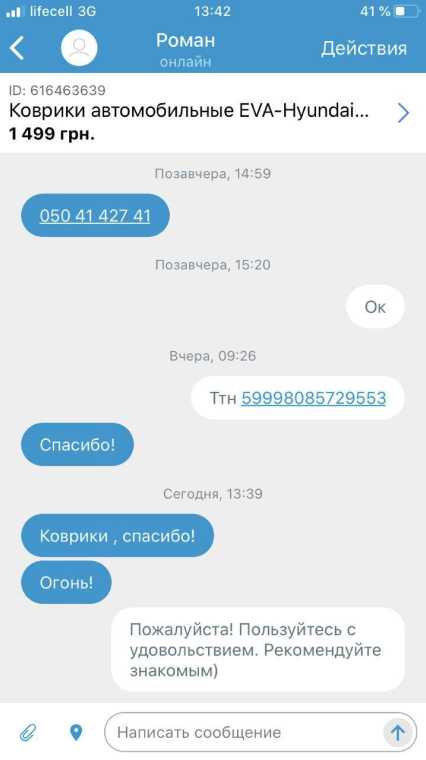 lifecell 3G 13:42 41 %
Роман
онлайн
Действия
ID: 616463639
Коврики автомобильные EVA-Hyundai...
1 499 грн.
Позавчера, 14:59
050 41 427 41
Позавчера, 15:20
Ок
Вчера, 09:26
Ттн 59998085729553
Спасибо!
Сегодня, 13:39
Коврики , спасибо!
Огонь!
Пожалуйста! Пользуйтесь с
удовольствием. Рекомендуйте
знакомым)
Написать сообщение